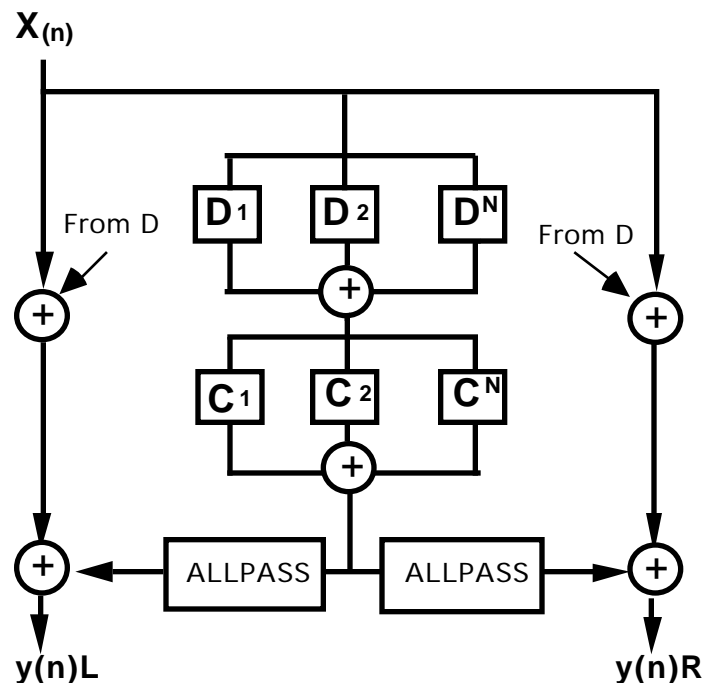 X(n)
D1 D2 DN
From D
From D
+ + +
C1 C2 CN
+
ALLPASS ALLPASS
+ +
y(n)L y(n)R